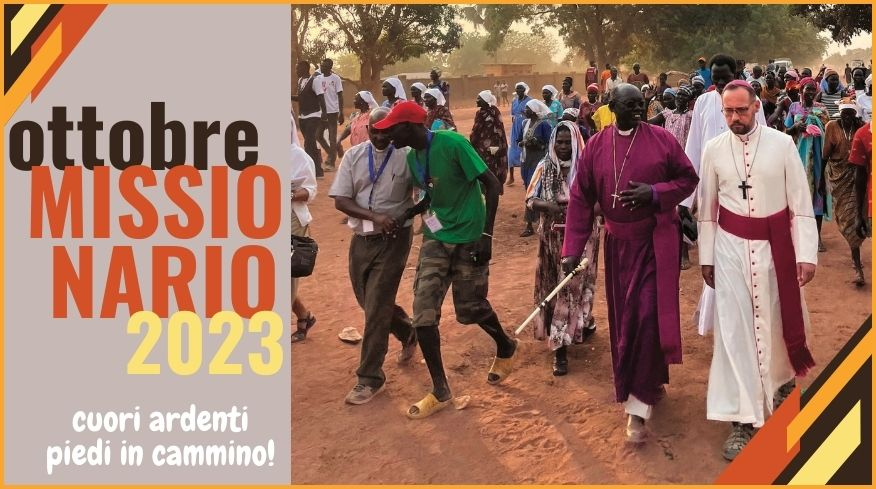 ottobre
MISSIO
NARIO
2023
cuori ardenti
piedi in cammino!